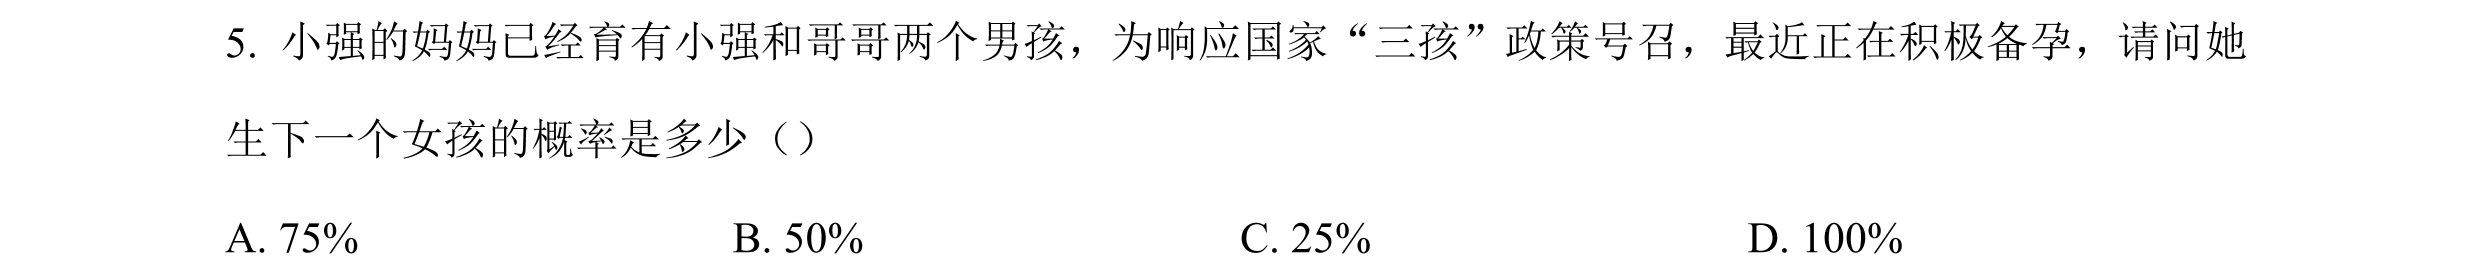 5. 小强的妈妈已经育有小强和哥哥两个男孩，为响应国家“三孩”政策号召，最近正在积极备孕，请问她
生下一个女孩的概率是多少（）
A. 75% B. 50% C. 25% D. 100%